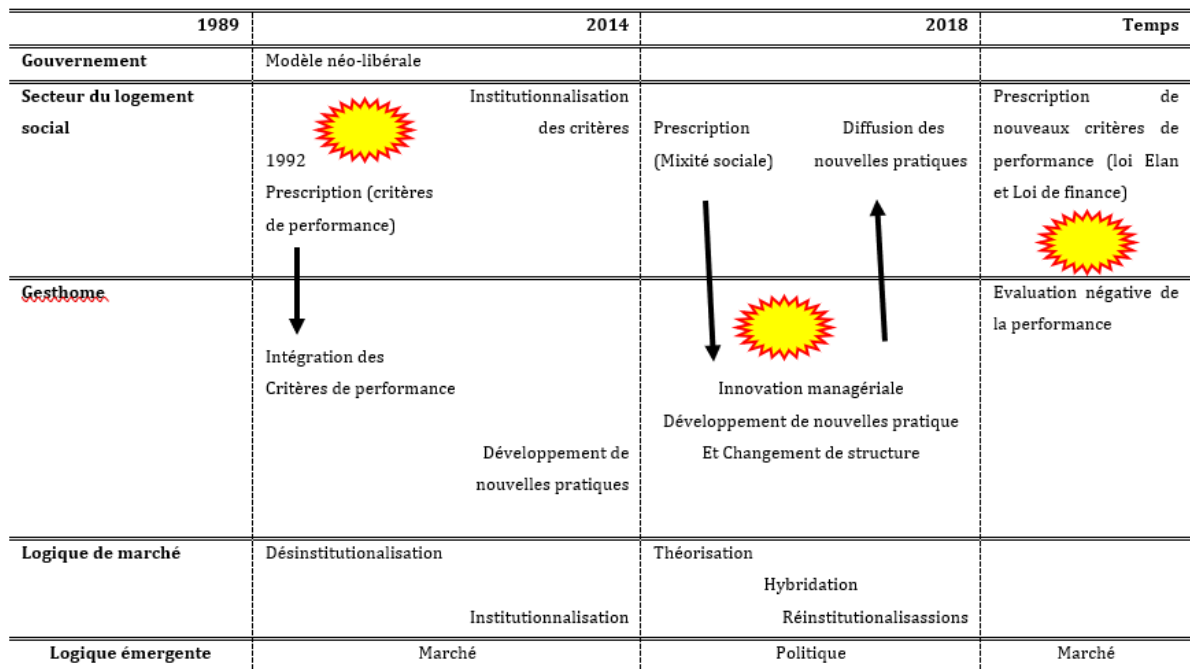 1989 2014 2018 Temps
Gouvernement Modèle néo-libérale
Secteur du logement social
1992
Prescription (critères
de performance)
Institutionnalisation
des critères
Prescription
(Mixité sociale)
Diffusion des
nouvelles pratiques
Prescription de
nouveaux critères de
performance (loi Elan
et Loi de finance)
Gesthome
Intégration des
Critères de performance
Développement de
nouvelles pratiques
Innovation managériale
Développement de nouvelles pratique
Et Changement de structure
Evaluation négative de
la performance
Logique de marché
Désinstitutionalisation
Institutionnalisation
Théorisation
Hybridation
Réinstitutionalisassions
Logique émergente Marché Politique Marché